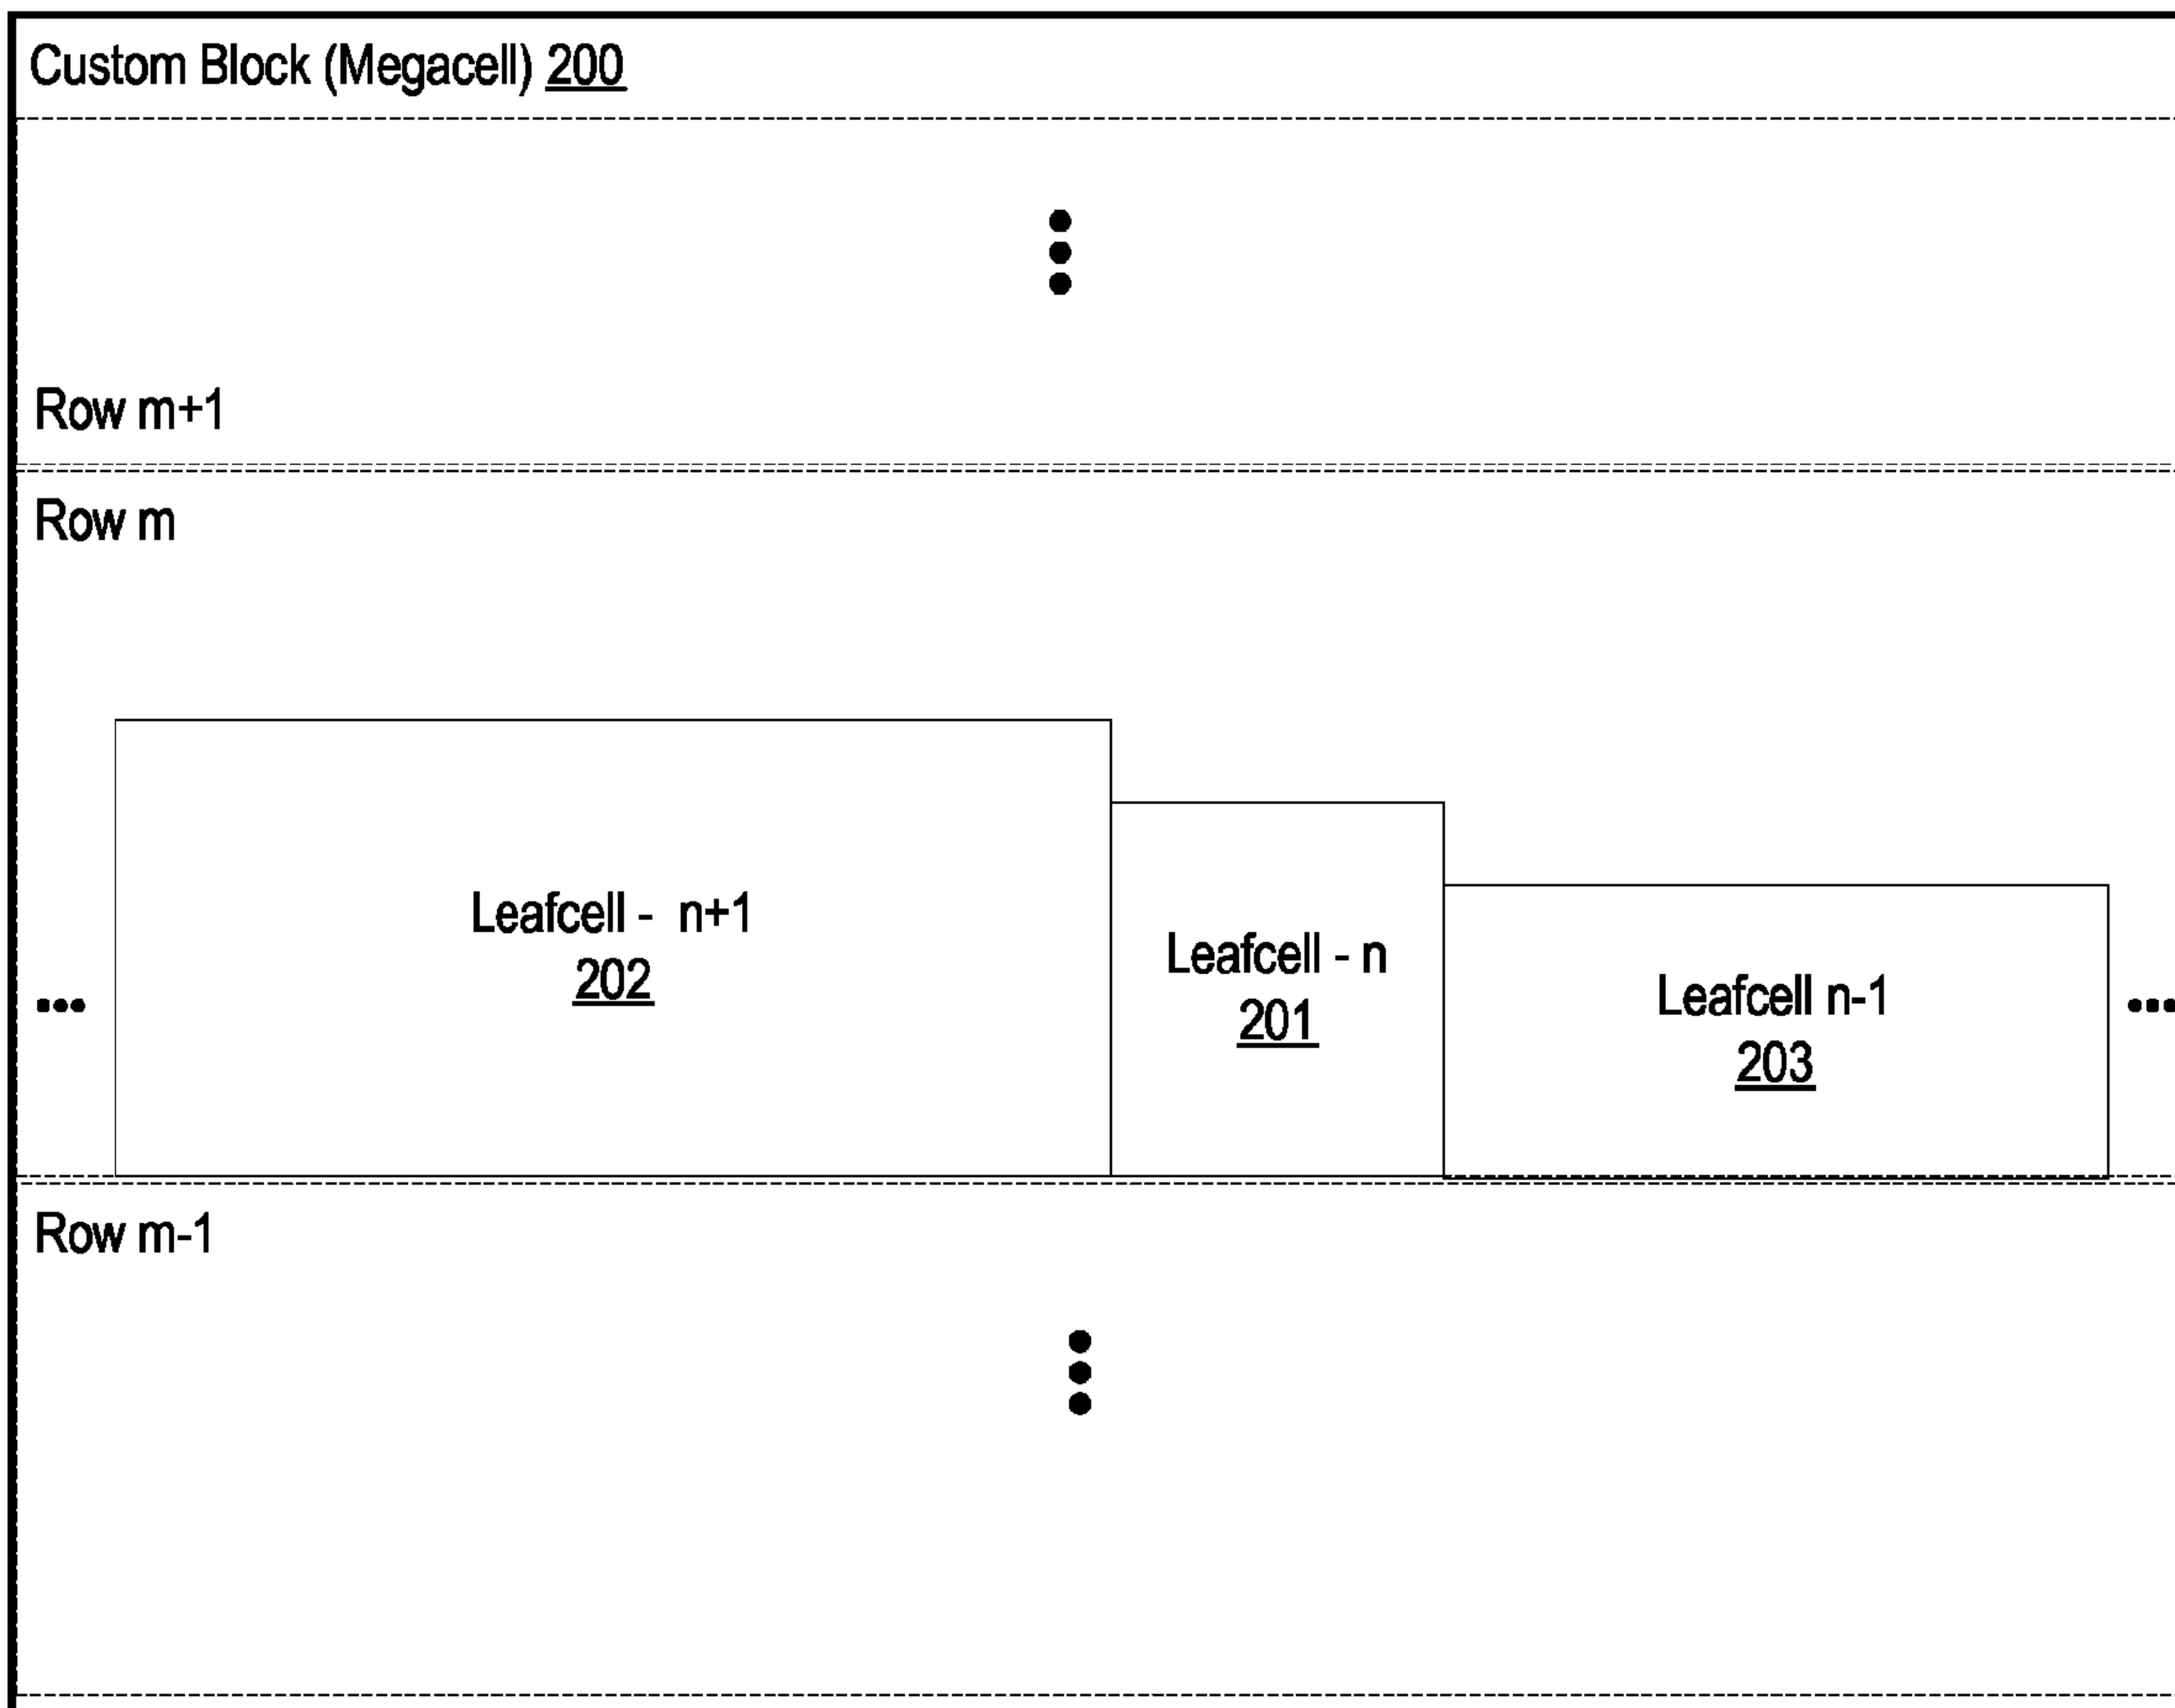 Custom Block (Megacell) 200
Row m+1
Row m
Leafcell -  n+1
202
Leafcell - n
201
Leafcell n-1
203
Row m-1